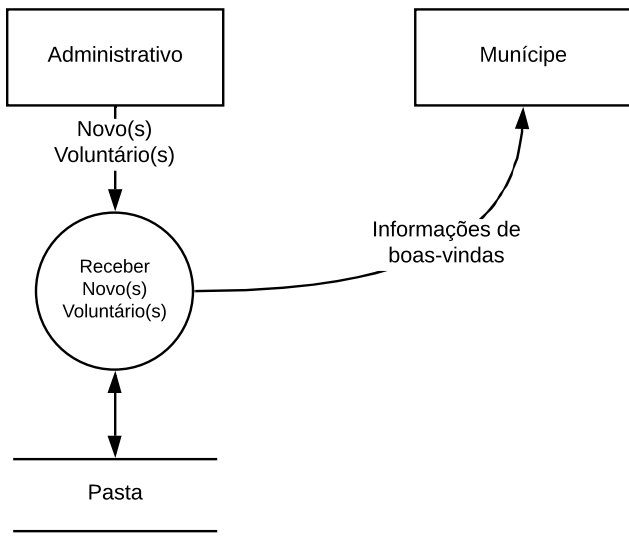 Administrativo
Munícipe
Novo(s)
Voluntário(s)
Informações de
boas-vindas
Receber
Novo(s)
Voluntário(s)
Pasta